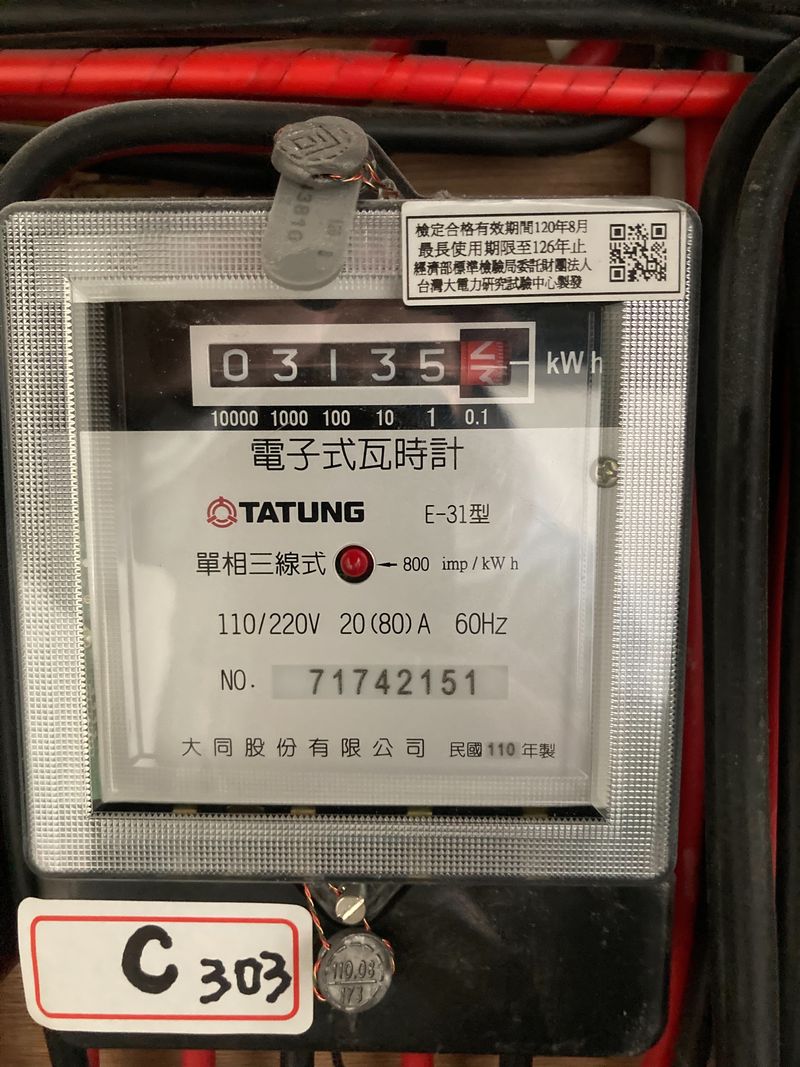 檢定合格有效期間120年8月
最長使用期限至126年止
經濟部標準檢驗局委託財團法人
台灣大電力研究試驗中心製發
03135 kWh
10000 1000 100 10 1 0.1
電子式瓦時計
TATUNG E-31型
單相三線式 ← 800 imp/kWh
110/220V 20(80)A 60Hz
NO. 71742151
大同股份有限公司 民國110年製
C 303
110.08
173